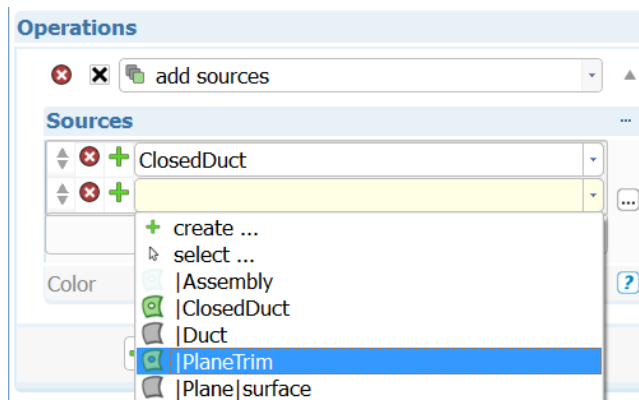 Operations
add sources
Sources
...
ClosedDuct
...
create ...
select ...
Color
|Assembly
?
|ClosedDuct
|Duct
|PlaneTrim
|Plane|surface